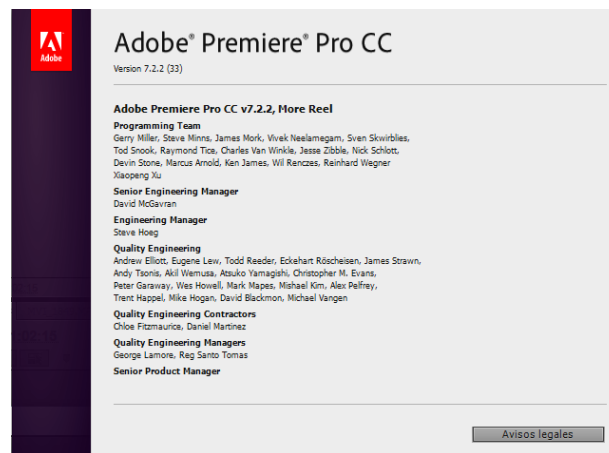 Adobe
Adobe® Premiere® Pro CC
Version 7.2.2 (33)
Adobe Premiere Pro CC v7.2.2, More Reel
Programming Team
Gerry Miller, Steve Minns, James Mork, Vivek Neelamegam, Sven Skwirblies,
Tod Snook, Raymond Tice, Charles Van Winkle, Jesse Zibble, Nick Schlott,
Devin Stone, Marcus Arnold, Ken James, Wil Renczes, Reinhard Wegner
Xiaopeng Xu
Senior Engineering Manager
David McGavran
Engineering Manager
Steve Hoeg
Quality Engineering
Andrew Elliott, Eugene Lew, Todd Reeder, Eckehart Röscheisen, James Strawn,
Andy Tsonis, Akil Wemusa, Atsuko Yamagishi, Christopher M. Evans,
Peter Garaway, Wes Howell, Mark Mapes, Mishael Kim, Alex Pelfrey,
Trent Happel, Mike Hogan, David Blackmon, Michael Vangen
Quality Engineering Contractors
Chloe Fitzmaurice, Daniel Martinez
Quality Engineering Managers
George Lamore, Reg Santo Tomas
Senior Product Manager
Avisos legales